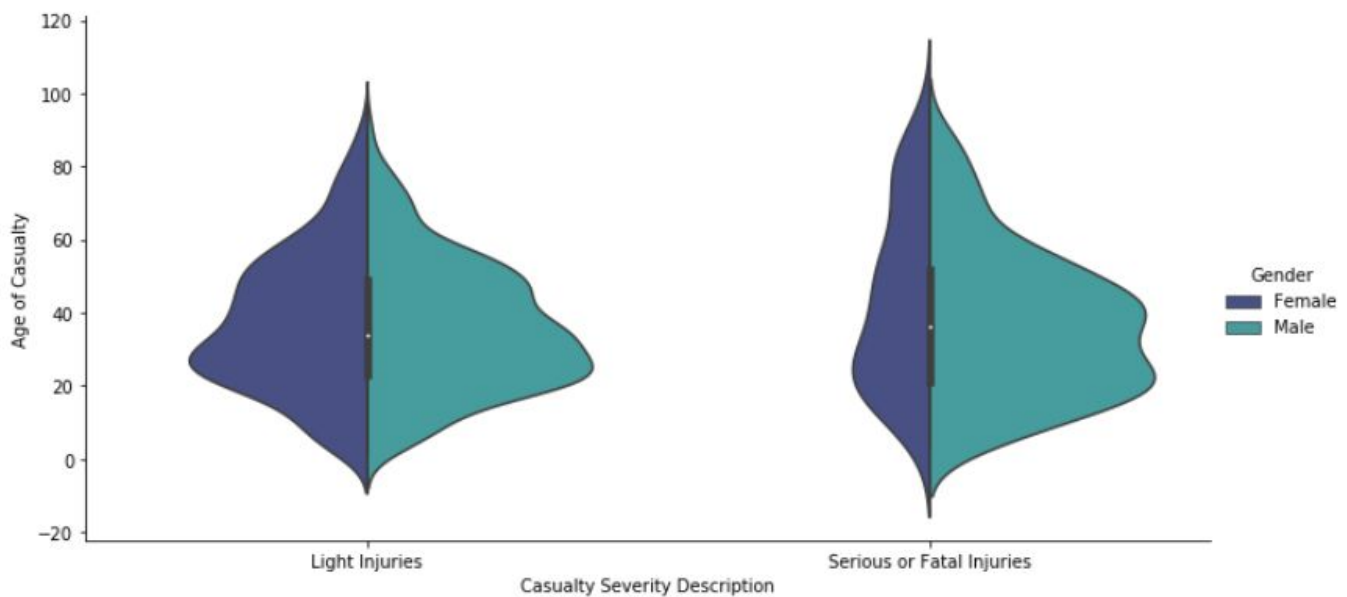 120
100
80
60
40
20
0
−20
Age of Casualty
Light Injuries
Serious or Fatal Injuries
Casualty Severity Description
Gender
Female
Male